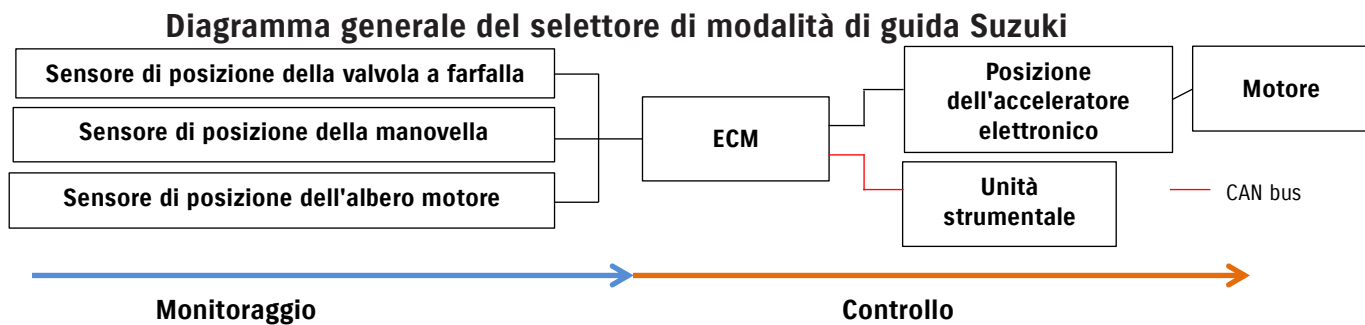 Diagramma generale del selettore di modalità di guida Suzuki
Sensore di posizione della valvola a farfalla
Sensore di posizione della manovella
Sensore di posizione dell'albero motore
ECM
Posizione
dell'acceleratore
elettronico
Motore
Unità
strumentale
CAN bus
Monitoraggio
Controllo